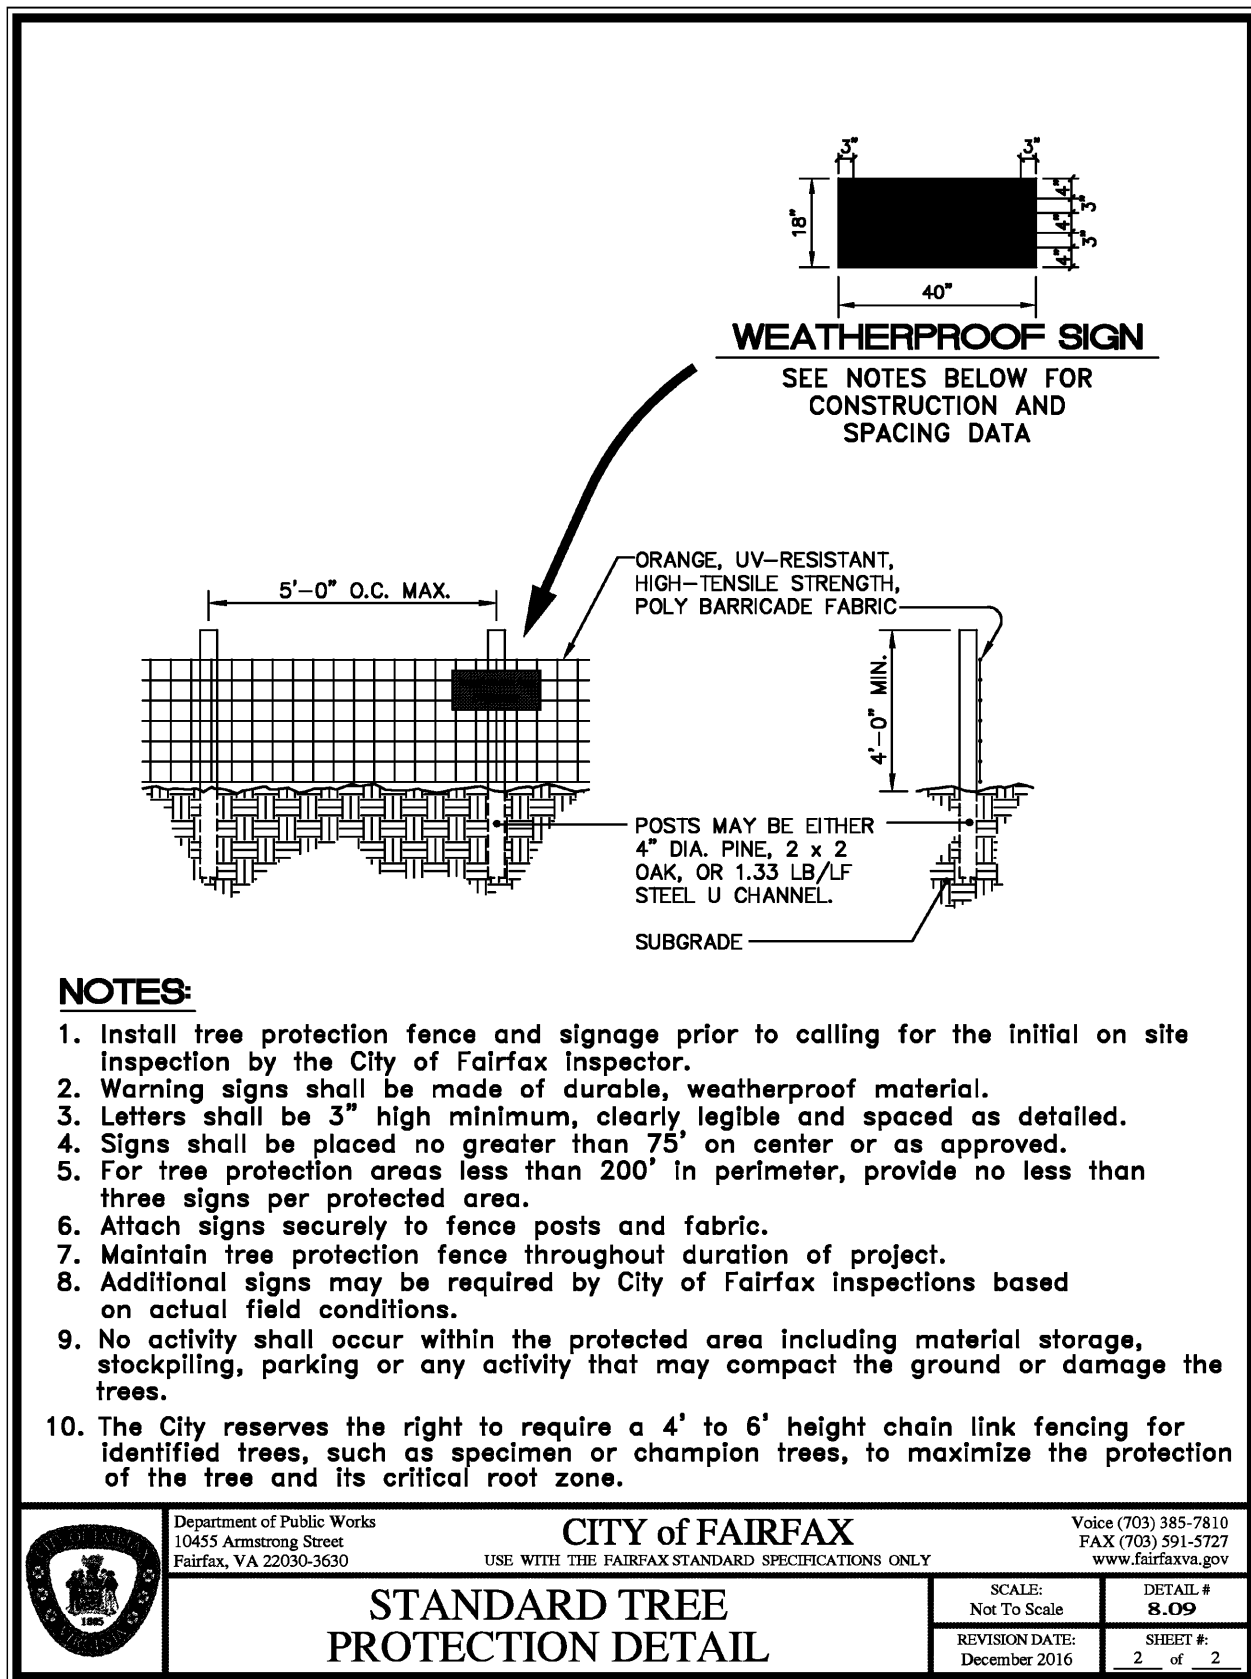 3" 3"
18"
4"
3"
4"
3"
4"
40"
WEATHERPROOF SIGN
SEE NOTES BELOW FOR
CONSTRUCTION AND
SPACING DATA
ORANGE, UV-RESISTANT,
HIGH-TENSILE STRENGTH,
POLY BARRICADE FABRIC
5'-0" O.C. MAX.
4'-0" MIN.
POSTS MAY BE EITHER
4" DIA. PINE, 2 x 2
OAK, OR 1.33 LB/LF
STEEL U CHANNEL.
SUBGRADE
NOTES:
1. Install tree protection fence and signage prior to calling for the initial on site
inspection by the City of Fairfax inspector.
2. Warning signs shall be made of durable, weatherproof material.
3. Letters shall be 3" high minimum, clearly legible and spaced as detailed.
4. Signs shall be placed no greater than 75' on center or as approved.
5. For tree protection areas less than 200' in perimeter, provide no less than
three signs per protected area.
6. Attach signs securely to fence posts and fabric.
7. Maintain tree protection fence throughout duration of project.
8. Additional signs may be required by City of Fairfax inspections based
on actual field conditions.
9. No activity shall occur within the protected area including material storage,
stockpiling, parking or any activity that may compact the ground or damage the
trees.
10. The City reserves the right to require a 4' to 6' height chain link fencing for
identified trees, such as specimen or champion trees, to maximize the protection
of the tree and its critical root zone.
CITY OF FAIRFAX
1805
VIRGINIA
Department of Public Works
10455 Armstrong Street
Fairfax, VA 22030-3630
CITY of FAIRFAX
USE WITH THE FAIRFAX STANDARD SPECIFICATIONS ONLY
Voice (703) 385-7810
FAX (703) 591-5727
www.fairfaxva.gov
STANDARD TREE
PROTECTION DETAIL
SCALE:
Not To Scale
DETAIL #
8.09
REVISION DATE:
December 2016
SHEET #:
2 of 2